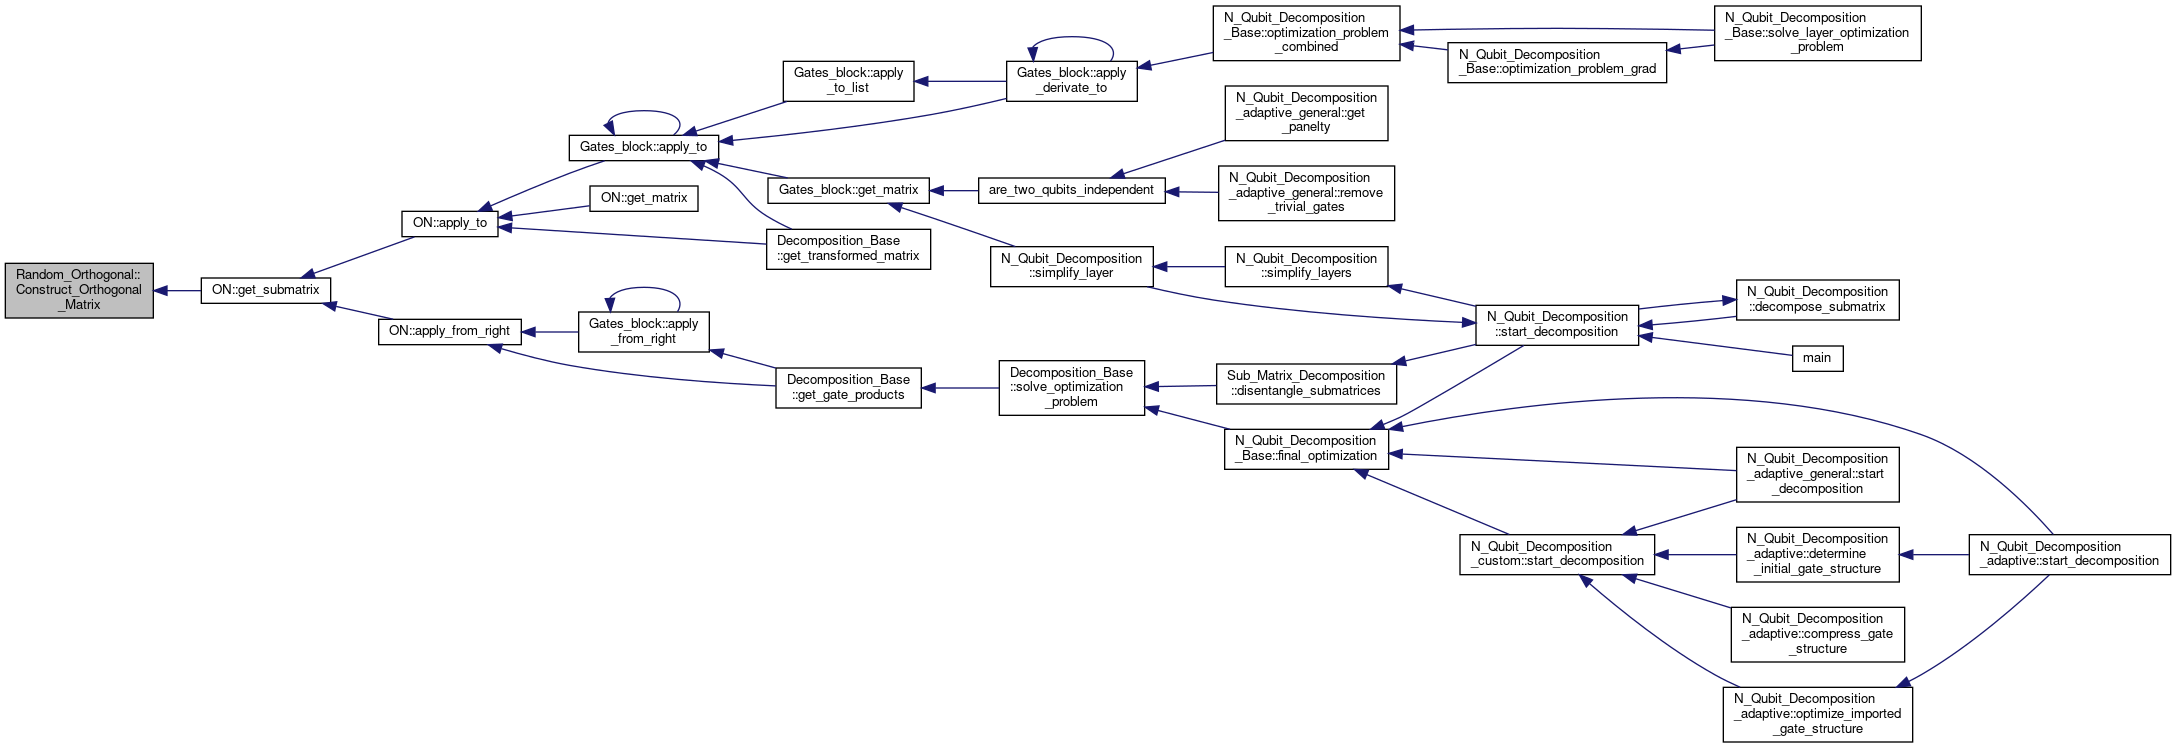 Random_Orthogonal::
Construct_Orthogonal
_Matrix
ON::get_submatrix
ON::apply_to
ON::apply_from_right
Gates_block::apply_to
ON::get_matrix
Gates_block::apply
_from_right
Gates_block::apply
_to_list
Gates_block::get_matrix
Decomposition_Base
::get_transformed_matrix
Decomposition_Base
::get_gate_products
Gates_block::apply
_derivate_to
are_two_qubits_independent
N_Qubit_Decomposition
::simplify_layer
Decomposition_Base
::solve_optimization
_problem
N_Qubit_Decomposition
_Base::optimization_problem
_combined
N_Qubit_Decomposition
_adaptive_general::get
_panelty
N_Qubit_Decomposition
_adaptive_general::remove
_trivial_gates
N_Qubit_Decomposition
::simplify_layers
Sub_Matrix_Decomposition
::disentangle_submatrices
N_Qubit_Decomposition
_Base::final_optimization
N_Qubit_Decomposition
_Base::optimization_problem_grad
N_Qubit_Decomposition
::start_decomposition
N_Qubit_Decomposition
_custom::start_decomposition
N_Qubit_Decomposition
_Base::solve_layer_optimization
_problem
N_Qubit_Decomposition
::decompose_submatrix
main
N_Qubit_Decomposition
_adaptive_general::start
_decomposition
N_Qubit_Decomposition
_adaptive::determine
_initial_gate_structure
N_Qubit_Decomposition
_adaptive::compress_gate
_structure
N_Qubit_Decomposition
_adaptive::optimize_imported
_gate_structure
N_Qubit_Decomposition
_adaptive::start_decomposition